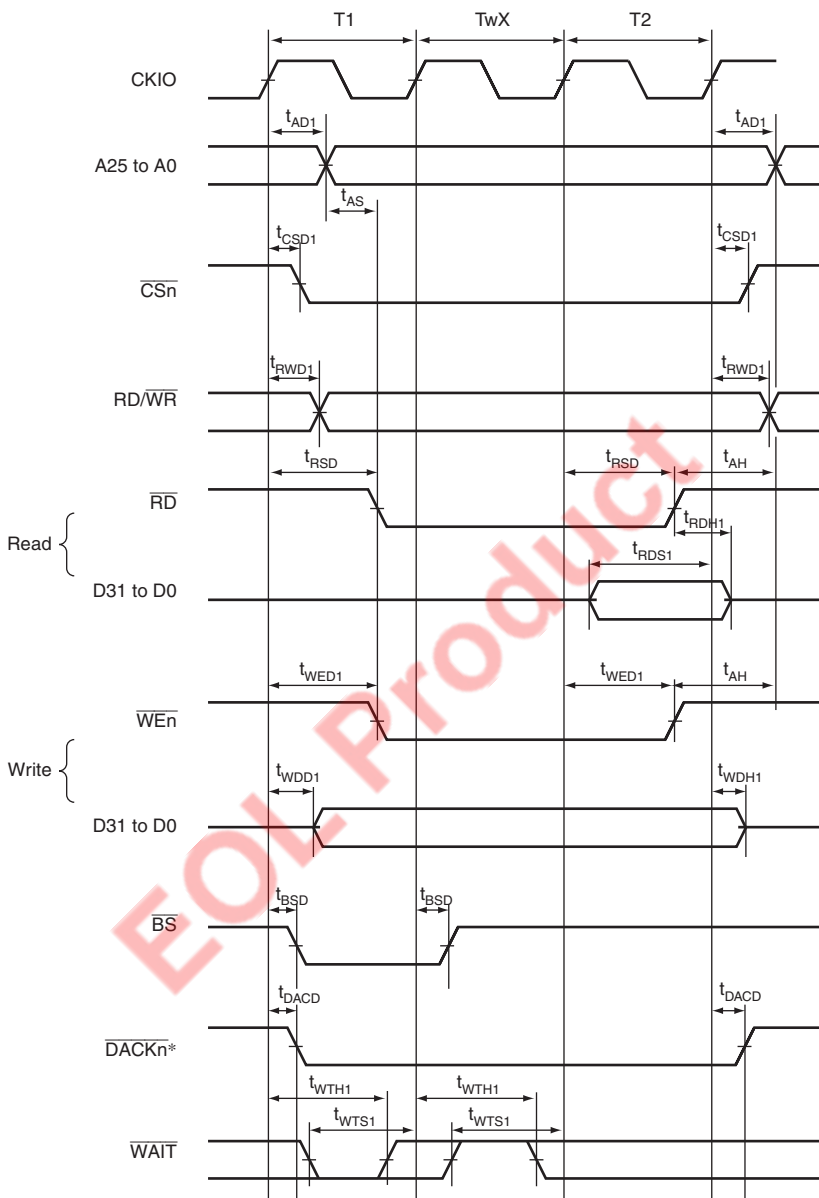 T1 TwX T2
CKIO
tAD1 tAD1
A25 to A0
tAS
tCSD1 tCSD1
CSn
tRWD1 tRWD1
RD/WR
tRSD tRSD tAH
RD
tRDH1
Read
tRDS1
D31 to D0
tWED1 tWED1 tAH
WEn
Write
tWDD1 tWDH1
D31 to D0
tBSD tBSD
BS
tDACD tDACD
DACKn*
tWTH1 tWTH1
tWTS1 tWTS1
WAIT
EOL Product